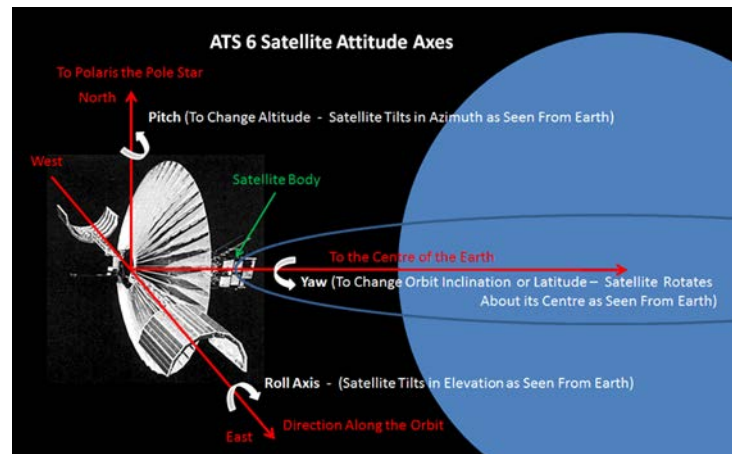 ATS 6 Satellite Attitude Axes
To Polaris the Pole Star
North
Pitch (To Change Altitude - Satellite Tilts in Azimuth as Seen From Earth)
West
Satellite Body
To the Centre of the Earth
Yaw (To Change Orbit Inclination or Latitude – Satellite Rotates
About its Centre as Seen From Earth)
Roll Axis - (Satellite Tilts in Elevation as Seen From Earth)
East
Direction Along the Orbit